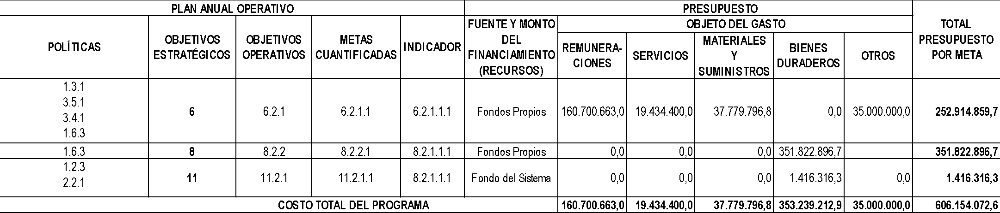 PLAN ANUAL OPERATIVO PRESUPUESTO TOTAL PRESUPUESTO POR META
POLÍTICAS OBJETIVOS ESTRATÉGICOS OBJETIVOS OPERATIVOS METAS CUANTIFICADAS INDICADOR FUENTE Y MONTO DEL FINANCIAMIENTO (RECURSOS) OBJETO DEL GASTO
REMUNERA-CIONES SERVICIOS MATERIALES Y SUMINISTROS BIENES DURADEROS OTROS
1.3.1
3.5.1
3.4.1
1.6.3
6 6.2.1 6.2.1.1 6.2.1.1.1 Fondos Propios 160.700.663,0 19.434.400,0 37.779.796,8 0,0 35.000.000,0 252.914.859,7
1.6.3 8 8.2.2 8.2.2.1 8.2.1.1.1 Fondos Propios 0,0 0,0 0,0 351.822.896,7 351.822.896,7
1.2.3
2.2.1
11 11.2.1 11.2.1.1 8.2.1.1.1 Fondo del Sistema 0,0 0,0 0,0 1.416.316,3 0,0 1.416.316,3
COSTO TOTAL DEL PROGRAMA 160.700.663,0 19.434.400,0 37.779.796,8 353.239.212,9 35.000.000,0 606.154.072,6